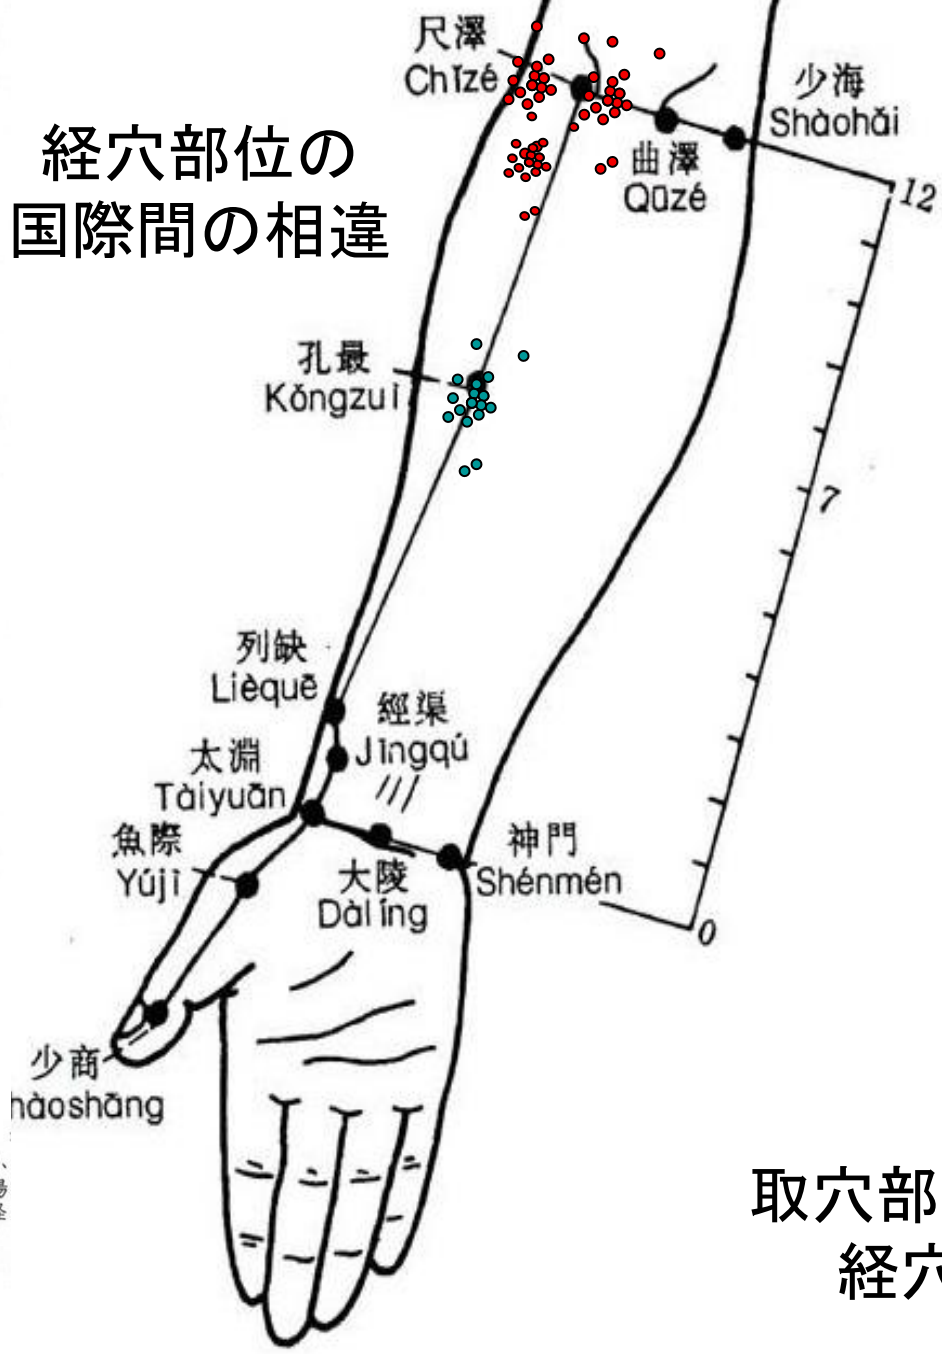 尺澤
Chǐzé
少海
Shàohǎi
経穴部位の
国際間の相違
曲澤
Qūzé
12
孔最
Kǒngzuì
7
列缺
Lièquē
經渠
Jīngqú
太淵
Tàiyuān
魚際
Yújì
神門
Shénmén
大陵
Dàlíng
0
少商
hàoshāng
取穴部
経穴